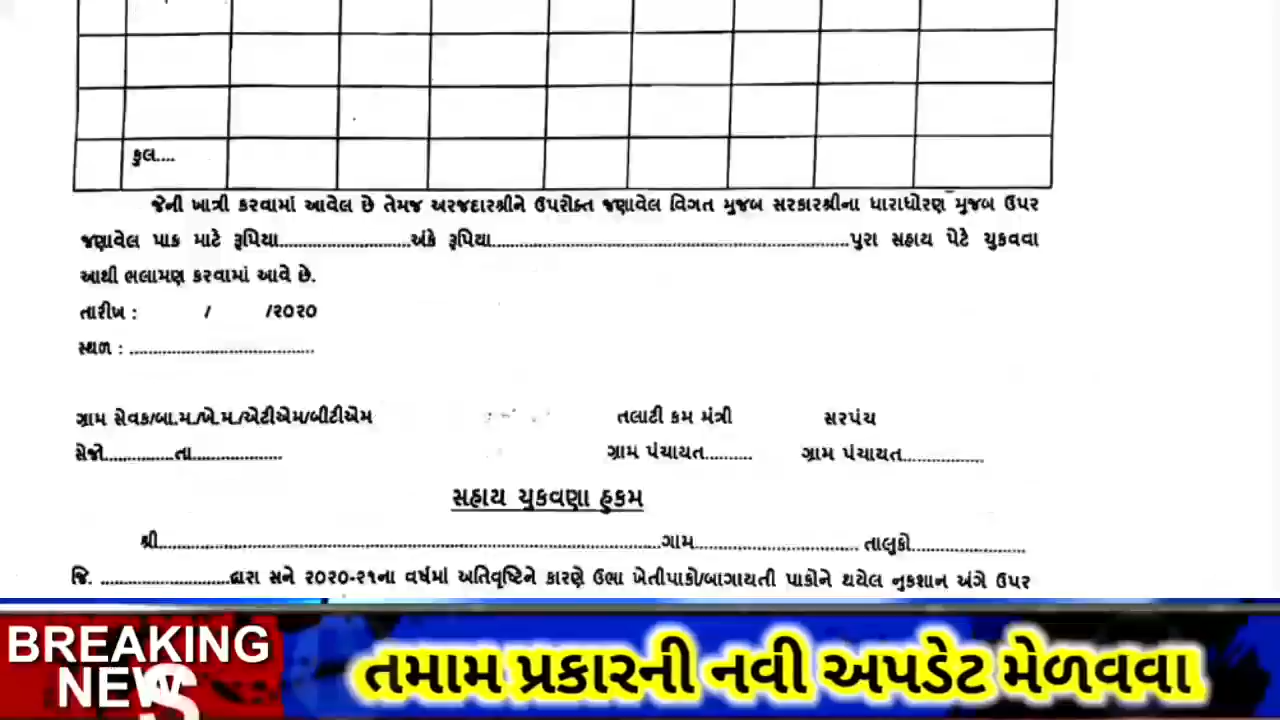 કુલ....
જેની ખાત્રી કરવામાં આવેલ છે તેમજ અરજદારશ્રીને ઉપરોક્ત જણાવેલ વિગત મુજબ સરકારશ્રીના ધારાધોરણ મુજબ ઉપર
જણાવેલ પાક માટે રૂપિયા........................અંકે રૂપિયા..................................................................પુરા સહાય પેટે ચુકવવા
આથી ભલામણ કરવામાં આવે છે.
તારીખ : / /૨૦૨૦
સ્થળ : ......................................
ગ્રામ સેવક/બા.મ./ખે.મ./એટીએમ/બીટીએમ તલાટી કમ મંત્રી સરપંચ
સેજો..............તા.................. ગ્રામ પંચાયત......... ગ્રામ પંચાયત...............
સહાય ચુકવણા હુકમ
શ્રી.........................................................................................ગામ............................. તાલુકો.....................
જિ. ........................દ્વારા સને ૨૦૨૦-૨૧ના વર્ષમાં અતિવૃષ્ટિને કારણે ઉભા ખેતીપાકો/બાગાયતી પાકોને થયેલ નુકશાન અંગે ઉપર
BREAKING
NEWS
તમામ પ્રકારની નવી અપડેટ મેળવવા